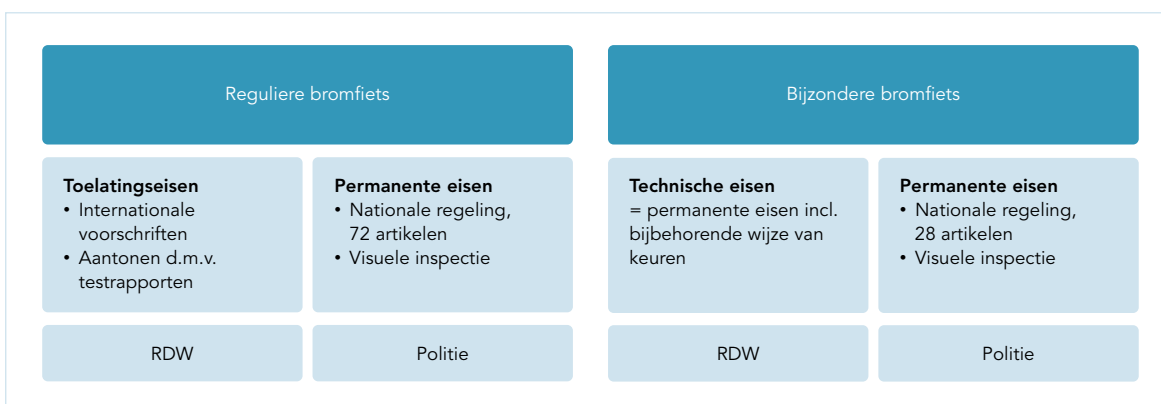 Reguliere bromfiets
Bijzondere bromfiets
Toelatingseisen
• Internationale
voorschriften
• Aantonen d.m.v.
testrapporten
Permanente eisen
• Nationale regeling,
72 artikelen
• Visuele inspectie
Technische eisen
= permanente eisen incl.
bijbehorende wijze van
keuren
Permanente eisen
• Nationale regeling,
28 artikelen
• Visuele inspectie
RDW
Politie
RDW
Politie